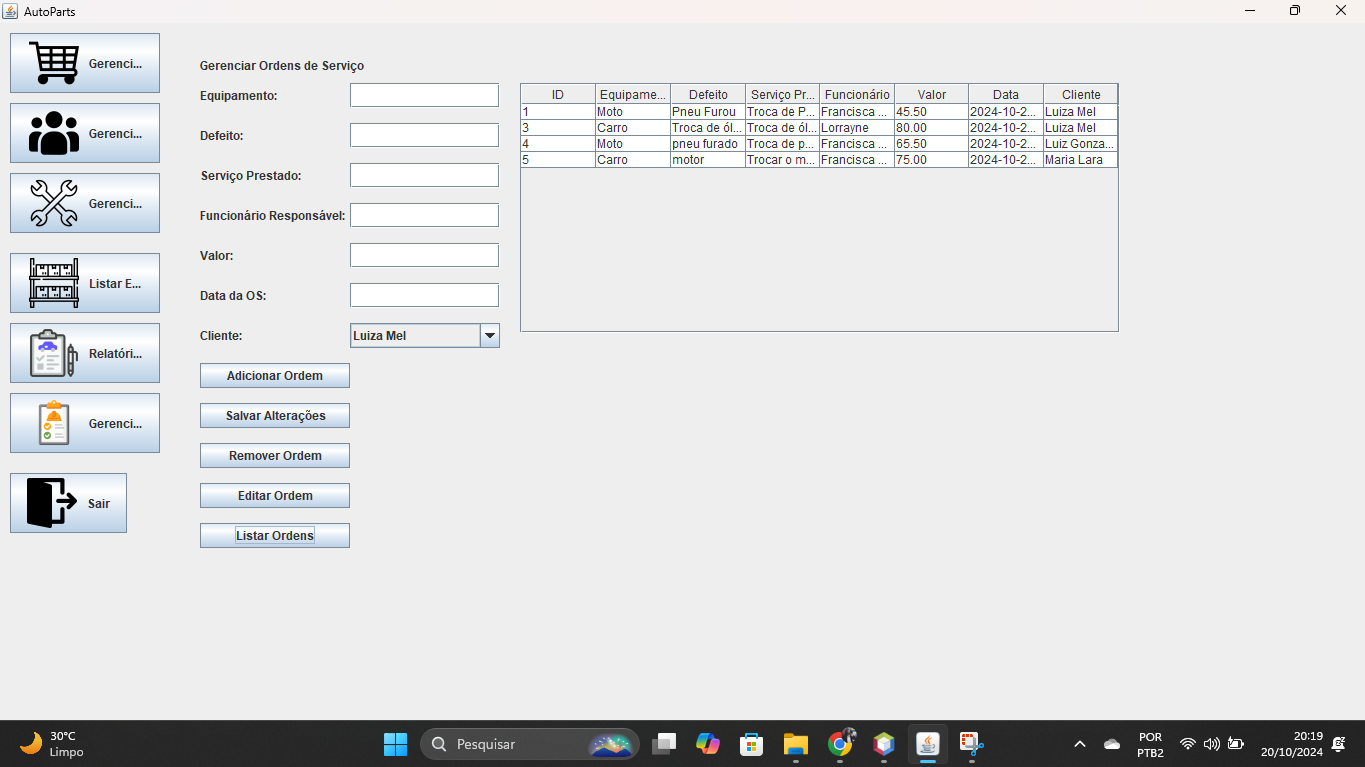 AutoParts
Gerenci...
Gerenci...
Gerenci...
Listar E...
Relatóri...
Gerenci...
Sair
Gerenciar Ordens de Serviço
Equipamento:
Defeito:
Serviço Prestado:
Funcionário Responsável:
Valor:
Data da OS:
Cliente: Luiza Mel
Adicionar Ordem
Salvar Alterações
Remover Ordem
Editar Ordem
Listar Ordens
ID Equipame... Defeito Serviço Pr... Funcionário Valor Data Cliente
1 Moto Pneu Furou Troca de P... Francisca ... 45.50 2024-10-2... Luiza Mel
3 Carro Troca de ól... Troca de ól... Lorrayne 80.00 2024-10-2... Luiza Mel
4 Moto pneu furado Troca de p... Francisca ... 65.50 2024-10-2... Luiz Gonza...
5 Carro motor Trocar o m... Francisca ... 75.00 2024-10-2... Maria Lara
30°C
Limpo
Pesquisar
POR
PTB2
20:19
20/10/2024